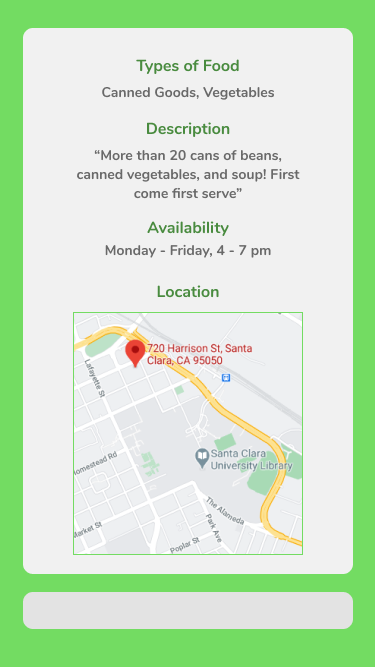 Types of Food
Canned Goods, Vegetables
Description
“More than 20 cans of beans,
canned vegetables, and soup! First
come first serve”
Availability
Monday - Friday, 4 - 7 pm
Location
720 Harrison St, Santa
Clara, CA 95050
Lafayette St
Santa Clara
University Library
Homestead Rd
The Alameda
Park Ave
Market St
Poplar St